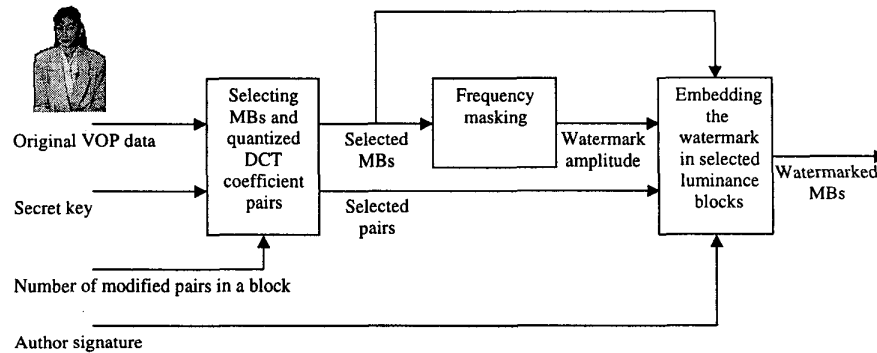 Selecting
MBs and
quantized
DCT
coefficient
pairs
Frequency
masking
Embedding
the
watermark
in selected
luminance
blocks
Original VOP data
Selected
MBs
Watermark
amplitude
Watermarked
MBs
Secret key
Selected
pairs
Number of modified pairs in a block
Author signature